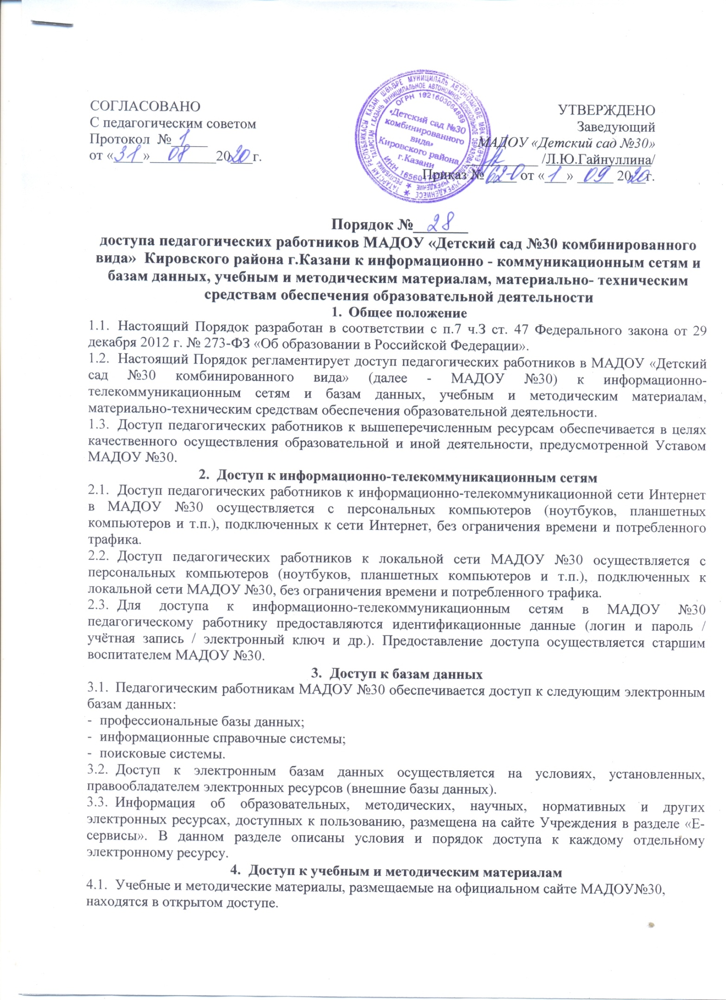 СОГЛАСОВАНО
С педагогическим советом
Протокол №1
от «31» 08 2020г.
ТАТАРСТАН РЕСПУБЛИКАСЫ КАЗАН ШӘҺӘРЕ МУНИЦИПАЛЬ АВТОНОМИЯЛЕ
РЕСПУБЛИКА ТАТАРСТАН г.КАЗАНЬ МУНИЦИПАЛЬНОЕ АВТОНОМНОЕ ДОШКОЛЬНОЕ ОБРАЗОВАТЕЛЬНОЕ УЧРЕЖДЕНИЕ
ОГРН 1021603064899
«Детский сад №30
комбинированного
вида»
Кировского района
г.Казани
ИНН
УТВЕРЖДЕНО
Заведующий
МАДОУ «Детский сад №30»
/Л.Ю.Гайнуллина/
Приказ № 62-О от «1» 09 2020г.
Порядок № 28
доступа педагогических работников МАДОУ «Детский сад №30 комбинированного
вида» Кировского района г.Казани к информационно - коммуникационным сетям и
базам данных, учебным и методическим материалам, материально- техническим
средствам обеспечения образовательной деятельности
1. Общее положение
1.1. Настоящий Порядок разработан в соответствии с п.7 ч.З ст. 47 Федерального закона от 29
декабря 2012 г. № 273-ФЗ «Об образовании в Российской Федерации».
1.2. Настоящий Порядок регламентирует доступ педагогических работников в МАДОУ «Детский
сад №30 комбинированного вида» (далее - МАДОУ №30) к информационно-
телекоммуникационным сетям и базам данных, учебным и методическим материалам,
материально-техническим средствам обеспечения образовательной деятельности.
1.3. Доступ педагогических работников к вышеперечисленным ресурсам обеспечивается в целях
качественного осуществления образовательной и иной деятельности, предусмотренной Уставом
МАДОУ №30.
2. Доступ к информационно-телекоммуникационным сетям
2.1. Доступ педагогических работников к информационно-телекоммуникационной сети Интернет
в МАДОУ №30 осуществляется с персональных компьютеров (ноутбуков, планшетных
компьютеров и т.п.), подключенных к сети Интернет, без ограничения времени и потребленного
трафика.
2.2. Доступ педагогических работников к локальной сети МАДОУ №30 осуществляется с
персональных компьютеров (ноутбуков, планшетных компьютеров и т.п.), подключенных к
локальной сети МАДОУ №30, без ограничения времени и потребленного трафика.
2.3. Для доступа к информационно-телекоммуникационным сетям в МАДОУ №30
педагогическому работнику предоставляются идентификационные данные (логин и пароль /
учётная запись / электронный ключ и др.). Предоставление доступа осуществляется старшим
воспитателем МАДОУ №30.
3. Доступ к базам данных
3.1. Педагогическим работникам МАДОУ №30 обеспечивается доступ к следующим электронным
базам данных:
- профессиональные базы данных;
- информационные справочные системы;
- поисковые системы.
3.2. Доступ к электронным базам данных осуществляется на условиях, установленных,
правообладателем электронных ресурсов (внешние базы данных).
3.3. Информация об образовательных, методических, научных, нормативных и других
электронных ресурсах, доступных к пользованию, размещена на сайте Учреждения в разделе «Е-
сервисы». В данном разделе описаны условия и порядок доступа к каждому отдельному
электронному ресурсу.
4. Доступ к учебным и методическим материалам
4.1. Учебные и методические материалы, размещаемые на официальном сайте МАДОУ№30,
находятся в открытом доступе.